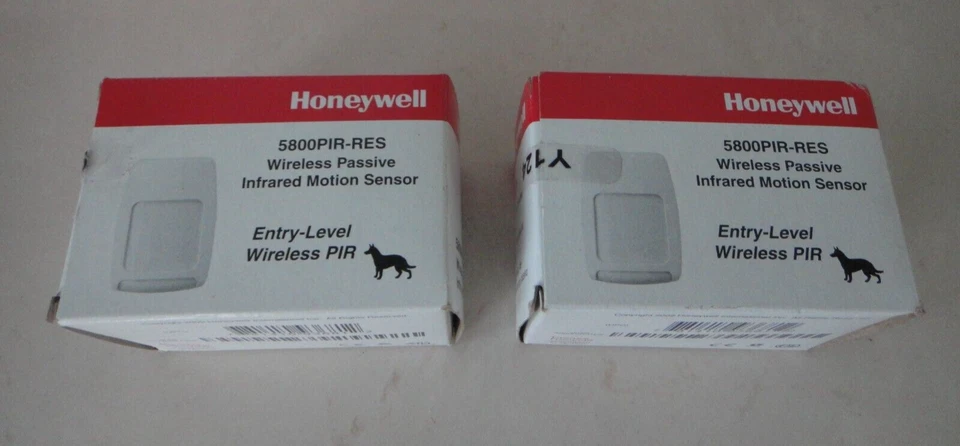 Honeywell
5800PIR-RES
Wireless Passive
Infrared Motion Sensor
Entry-Level
Wireless PIR
Honeywell
5800PIR-RES
Wireless Passive
Infrared Motion Sensor
Entry-Level
Wireless PIR
Y124